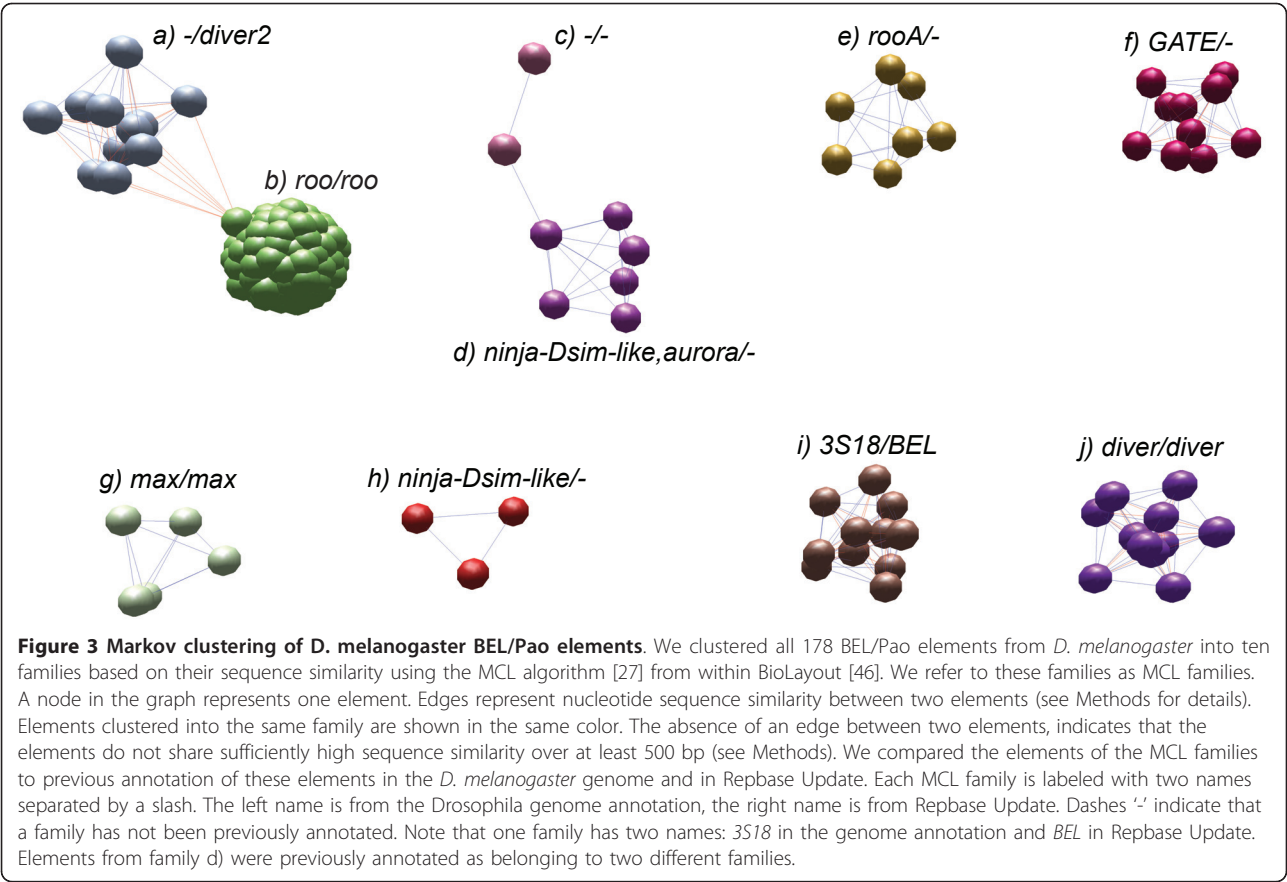 a) -/diver2
c) -/-
e) rooA/-
f) GATE/-
b) roo/roo
d) ninja-Dsim-like,aurora/-
g) max/max
h) ninja-Dsim-like/-
i) 3S18/BEL
j) diver/diver
Figure 3 Markov clustering of D. melanogaster BEL/Pao elements. We clustered all 178 BEL/Pao elements from D. melanogaster into ten
families based on their sequence similarity using the MCL algorithm [27] from within BioLayout [46]. We refer to these families as MCL families.
A node in the graph represents one element. Edges represent nucleotide sequence similarity between two elements (see Methods for details).
Elements clustered into the same family are shown in the same color. The absence of an edge between two elements, indicates that the
elements do not share sufficiently high sequence similarity over at least 500 bp (see Methods). We compared the elements of the MCL families
to previous annotation of these elements in the D. melanogaster genome and in Repbase Update. Each MCL family is labeled with two names
separated by a slash. The left name is from the Drosophila genome annotation, the right name is from Repbase Update. Dashes ‘-’ indicate that
a family has not been previously annotated. Note that one family has two names: 3S18 in the genome annotation and BEL in Repbase Update.
Elements from family d) were previously annotated as belonging to two different families.